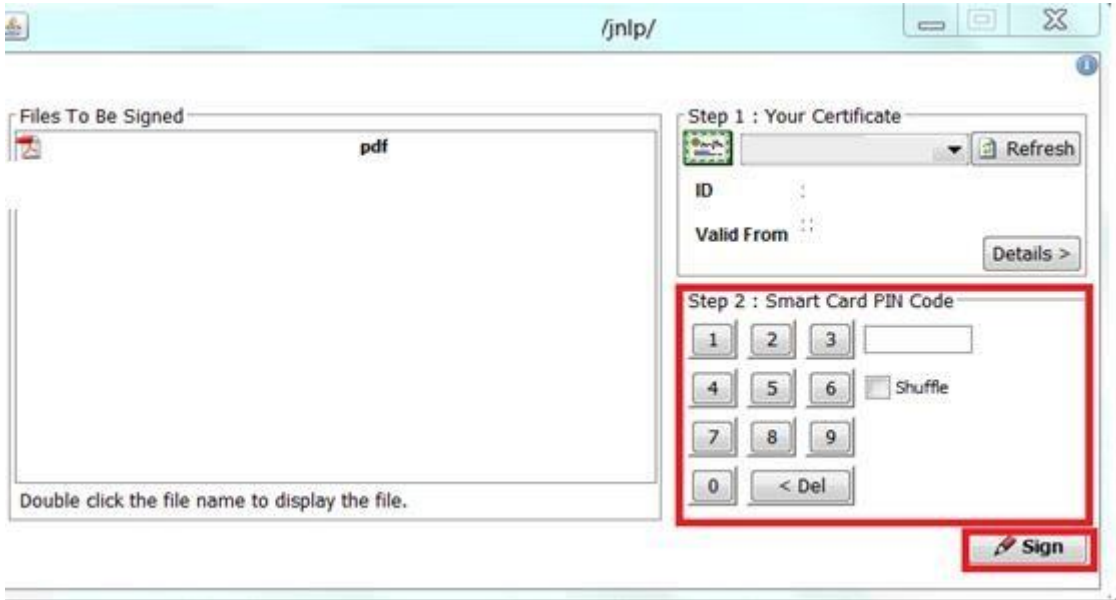 /jnlp/
Files To Be Signed
pdf
Double click the file name to display the file.
Step 1 : Your Certificate
Refresh
ID :
Valid From ::
Details >
Step 2 : Smart Card PIN Code
1 2 3
4 5 6 Shuffle
7 8 9
0 < Del
Sign